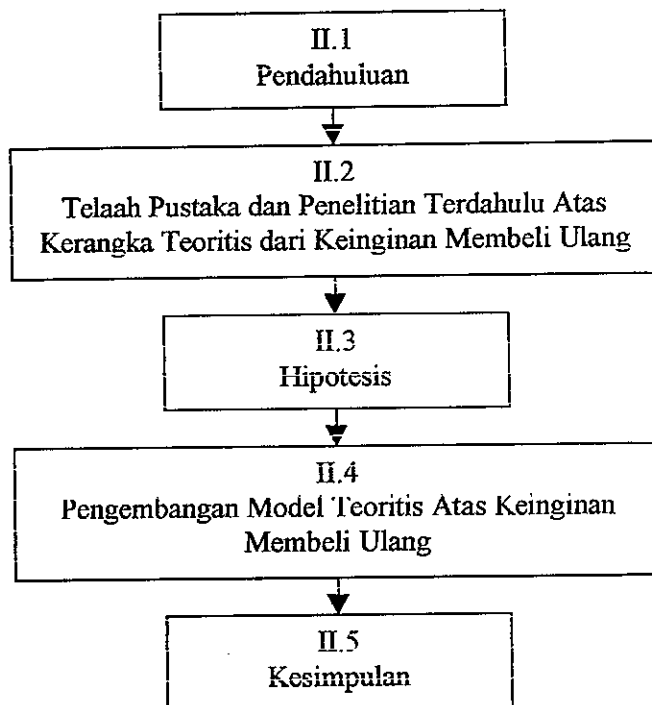 II.1
Pendahuluan
II.2
Telaah Pustaka dan Penelitian Terdahulu Atas
Kerangka Teoritis dari Keinginan Membeli Ulang
II.3
Hipotesis
II.4
Pengembangan Model Teoritis Atas Keinginan
Membeli Ulang
II.5
Kesimpulan